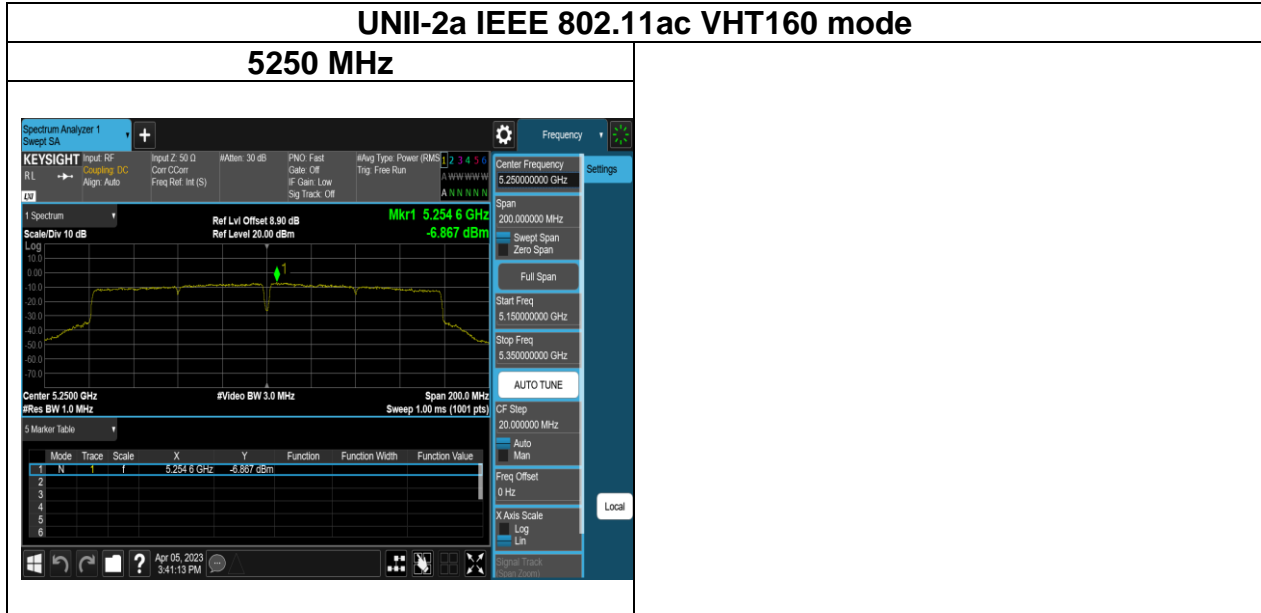 UNII-2a IEEE 802.11ac VHT160 mode
5250 MHz
Spectrum Analyzer 1
Swept SA
+
Frequency
KEYSIGHT
RL
Input: RF
Coupling: DC
Align: Auto
Input Z: 50 Ω
Corr CCorr
Freq Ref: Int (S)
#Atten: 30 dB
PNO: Fast
Gate: Off
IF Gain: Low
Sig Track: Off
#Avg Type: Power (RMS
Trig: Free Run
1 2 3 4 5 6
A W W W W W
A N N N N N
LXI
1 Spectrum
Scale/Div 10 dB
Ref Lvl Offset 8.90 dB
Ref Level 20.00 dBm
Mkr1 5.254 6 GHz
-6.867 dBm
Log
10.0
0.00
-10.0
-20.0
-30.0
-40.0
-50.0
-60.0
-70.0
1
Center 5.2500 GHz
#Res BW 1.0 MHz
#Video BW 3.0 MHz
Span 200.0 MHz
Sweep 1.00 ms (1001 pts)
5 Marker Table
Mode Trace Scale X Y Function Function Width Function Value
1 N 1 f 5.254 6 GHz -6.867 dBm
2
3
4
5
6
Apr 05, 2023
3:41:13 PM
?
Center Frequency
5.250000000 GHz
Settings
Span
200.000000 MHz
Swept Span
Zero Span
Full Span
Start Freq
5.150000000 GHz
Stop Freq
5.350000000 GHz
AUTO TUNE
CF Step
20.000000 MHz
Auto
Man
Freq Offset
0 Hz
Local
X Axis Scale
Log
Lin
Signal Track
(Span Zoom)